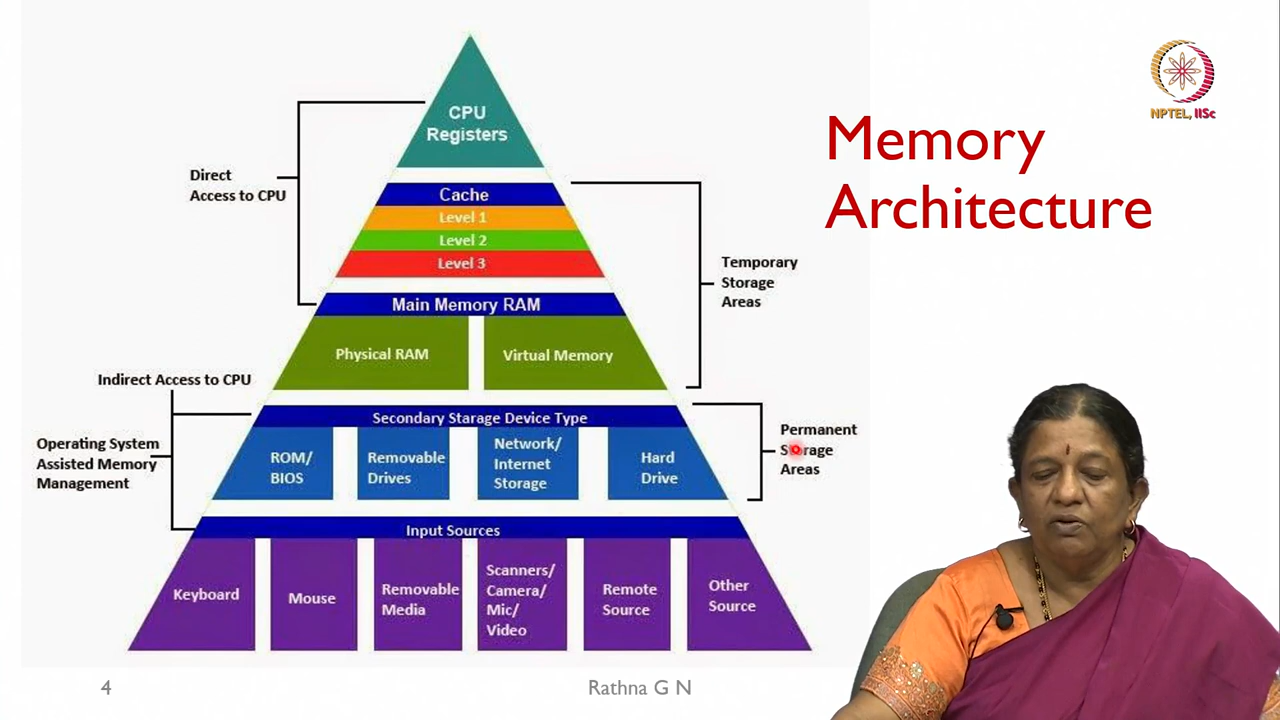 NPTEL, IISc
Memory
Architecture
CPU
Registers
Direct
Access to CPU
Cache
Level 1
Level 2
Level 3
Temporary
Storage
Areas
Main Memory RAM
Physical RAM
Virtual Memory
Indirect Access to CPU
Operating System
Assisted Memory
Management
Secondary Starage Device Type
ROM/
BIOS
Removable
Drives
Network/
Internet
Storage
Hard
Drive
Permanent
Storage
Areas
Input Sources
Keyboard
Mouse
Removable
Media
Scanners/
Camera/
Mic/
Video
Remote
Source
Other
Source
4
Rathna G N